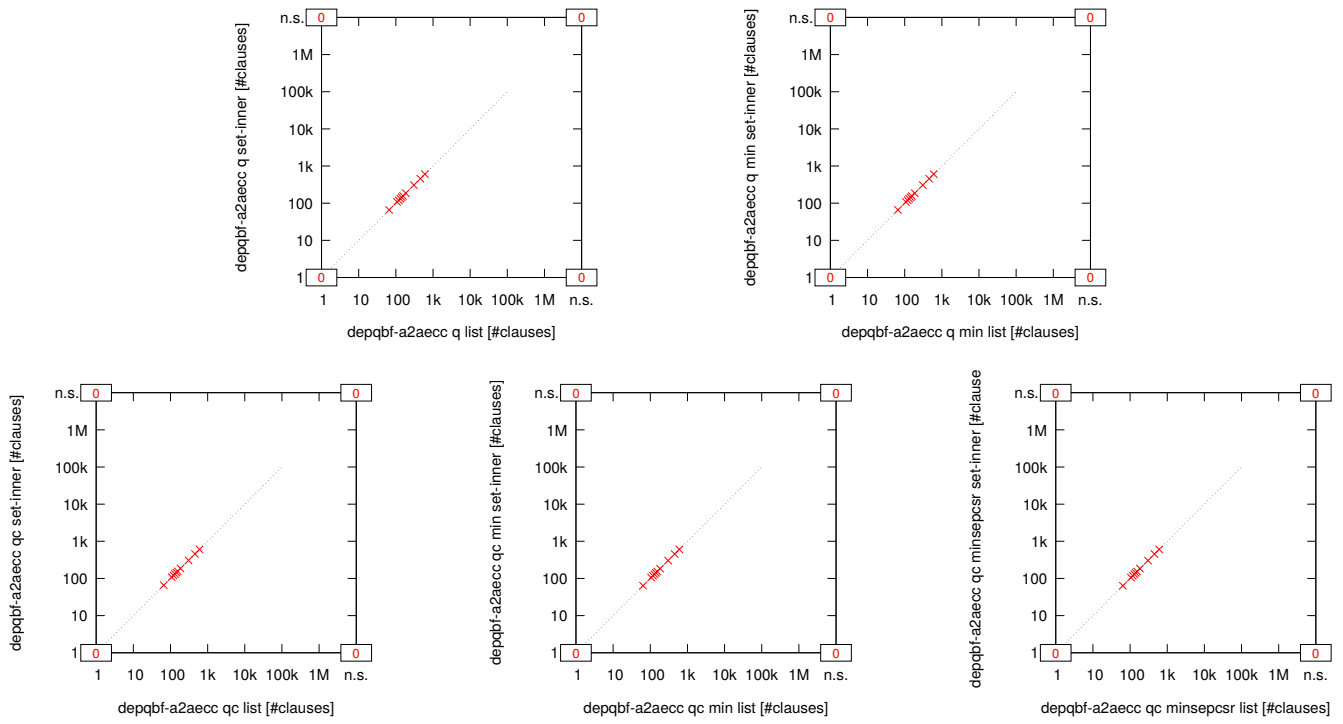 n.s. 0 0
1M
100k
10k
1k
100
10
1 0 0
1 10 100 1k 10k 100k 1M n.s.
depqbf-a2aecc q set-inner [#clauses]
depqbf-a2aecc q list [#clauses]
n.s. 0 0
1M
100k
10k
1k
100
10
1 0 0
1 10 100 1k 10k 100k 1M n.s.
depqbf-a2aecc q min set-inner [#clauses]
depqbf-a2aecc q min list [#clauses]
n.s. 0 0
1M
100k
10k
1k
100
10
1 0 0
1 10 100 1k 10k 100k 1M n.s.
depqbf-a2aecc qc set-inner [#clauses]
depqbf-a2aecc qc list [#clauses]
n.s. 0 0
1M
100k
10k
1k
100
10
1 0 0
1 10 100 1k 10k 100k 1M n.s.
depqbf-a2aecc qc min set-inner [#clauses]
depqbf-a2aecc qc min list [#clauses]
n.s. 0 0
1M
100k
10k
1k
100
10
1 0 0
1 10 100 1k 10k 100k 1M n.s.
depqbf-a2aecc qc minsepcsr set-inner [#clause
depqbf-a2aecc qc minsepcsr list [#clauses]